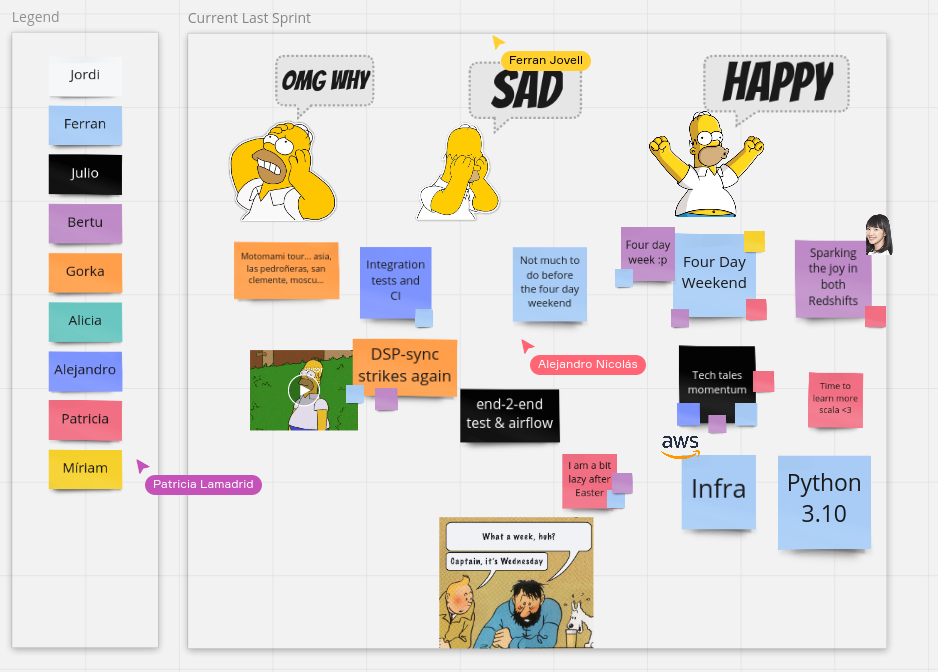 Legend
Current Last Sprint
Jordi
Ferran
Julio
Bertu
Gorka
Alicia
Alejandro
Patricia
Míriam
Patricia Lamadrid
OMG WHY
Ferran Jovell
SAD
HAPPY
Motomami tour... asia,
las pedroñeras, san
clemente, moscu...
Integration
tests and
CI
Not much to
do before
the four day
weekend
Four day
week :p
Four Day
Weekend
Sparking
the joy in
both
Redshifts
DSP-sync
strikes again
Alejandro Nicolás
end-2-end
test & airflow
Tech tales
momentum
Time to
learn more
scala <3
I am a bit
lazy after
Easter
aws
Infra
Python
3.10
What a week, huh?
Captain, it's Wednesday